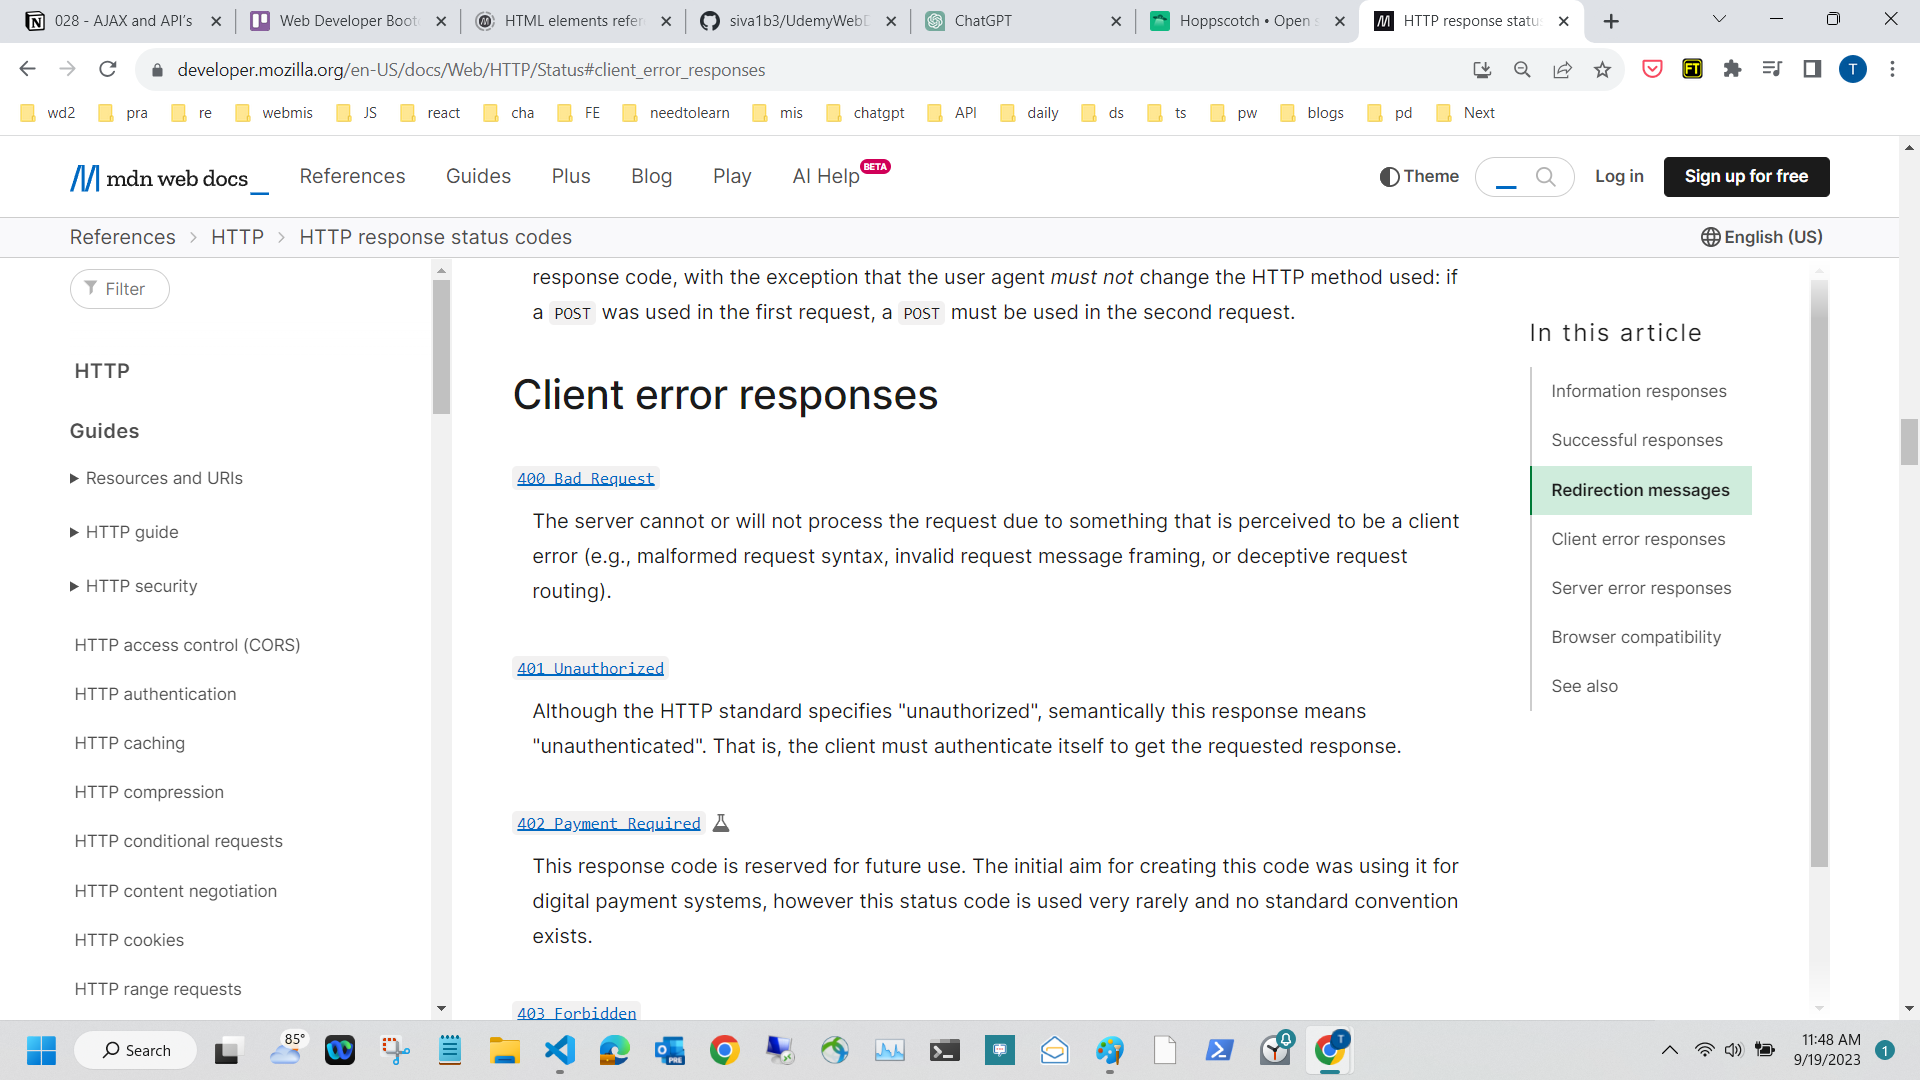 028 - AJAX and API's
Web Developer Boot
HTML elements refer
siva1b3/UdemyWebD
ChatGPT
Hoppscotch • Open s
HTTP response statu
developer.mozilla.org/en-US/docs/Web/HTTP/Status#client_error_responses
T
wd2
pra
re
webmis
JS
react
cha
FE
needtolearn
mis
chatgpt
API
daily
ds
ts
pw
blogs
pd
Next
mdn web docs_
References
Guides
Plus
Blog
Play
AI Help BETA
Theme
Log in
Sign up for free
References > HTTP > HTTP response status codes
English (US)
Filter
HTTP
Guides
Resources and URIs
HTTP guide
HTTP security
HTTP access control (CORS)
HTTP authentication
HTTP caching
HTTP compression
HTTP conditional requests
HTTP content negotiation
HTTP cookies
HTTP range requests
response code, with the exception that the user agent must not change the HTTP method used: if
a POST was used in the first request, a POST must be used in the second request.
Client error responses
400 Bad Request
The server cannot or will not process the request due to something that is perceived to be a client
error (e.g., malformed request syntax, invalid request message framing, or deceptive request
routing).
401 Unauthorized
Although the HTTP standard specifies "unauthorized", semantically this response means
"unauthenticated". That is, the client must authenticate itself to get the requested response.
402 Payment Required
This response code is reserved for future use. The initial aim for creating this code was using it for
digital payment systems, however this status code is used very rarely and no standard convention
exists.
403 Forbidden
In this article
Information responses
Successful responses
Redirection messages
Client error responses
Server error responses
Browser compatibility
See also
Search
85°
PRE
T
11:48 AM
9/19/2023
1